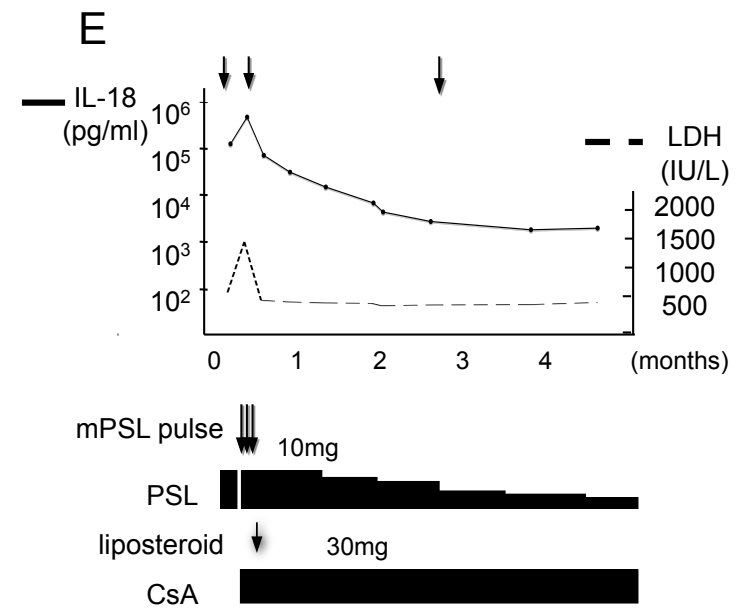 E
IL-18
(pg/ml)
10⁶
10⁵
10⁴
10³
10²
LDH
(IU/L)
2000
1500
1000
500
0 1 2 3 4 (months)
mPSL pulse
10mg
PSL
liposteroid
30mg
CsA